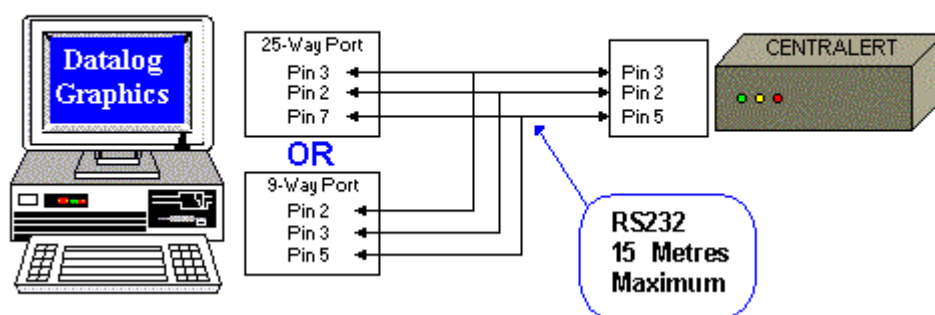 Datalog
Graphics
25-Way Port
Pin 3
Pin 2
Pin 7
OR
9-Way Port
Pin 2
Pin 3
Pin 5
Pin 3
Pin 2
Pin 5
CENTRALERT
RS232
15 Metres
Maximum